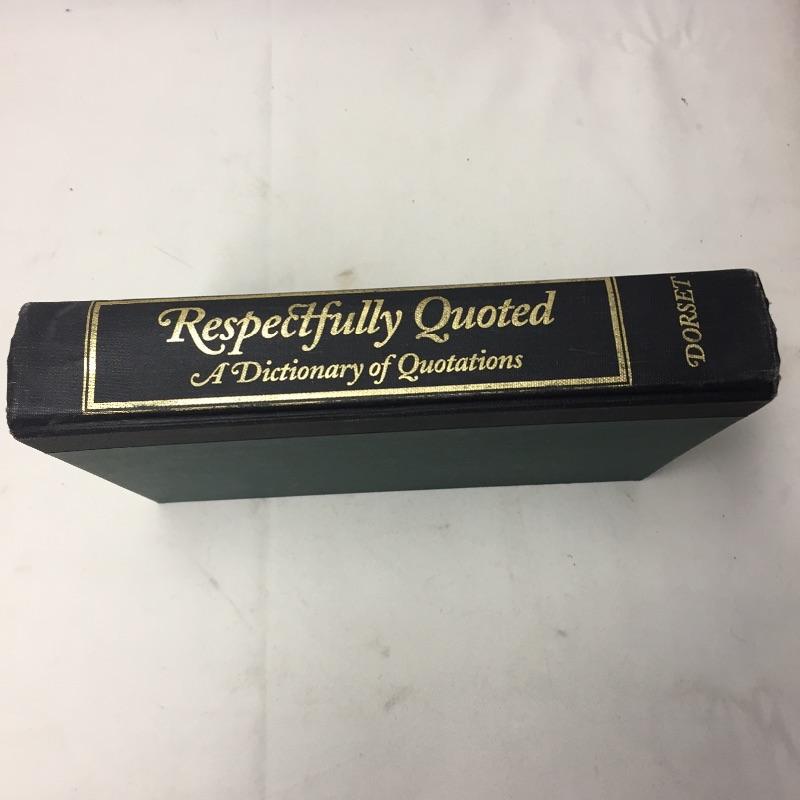 Respectfully Quoted
A Dictionary of Quotations
DORSET